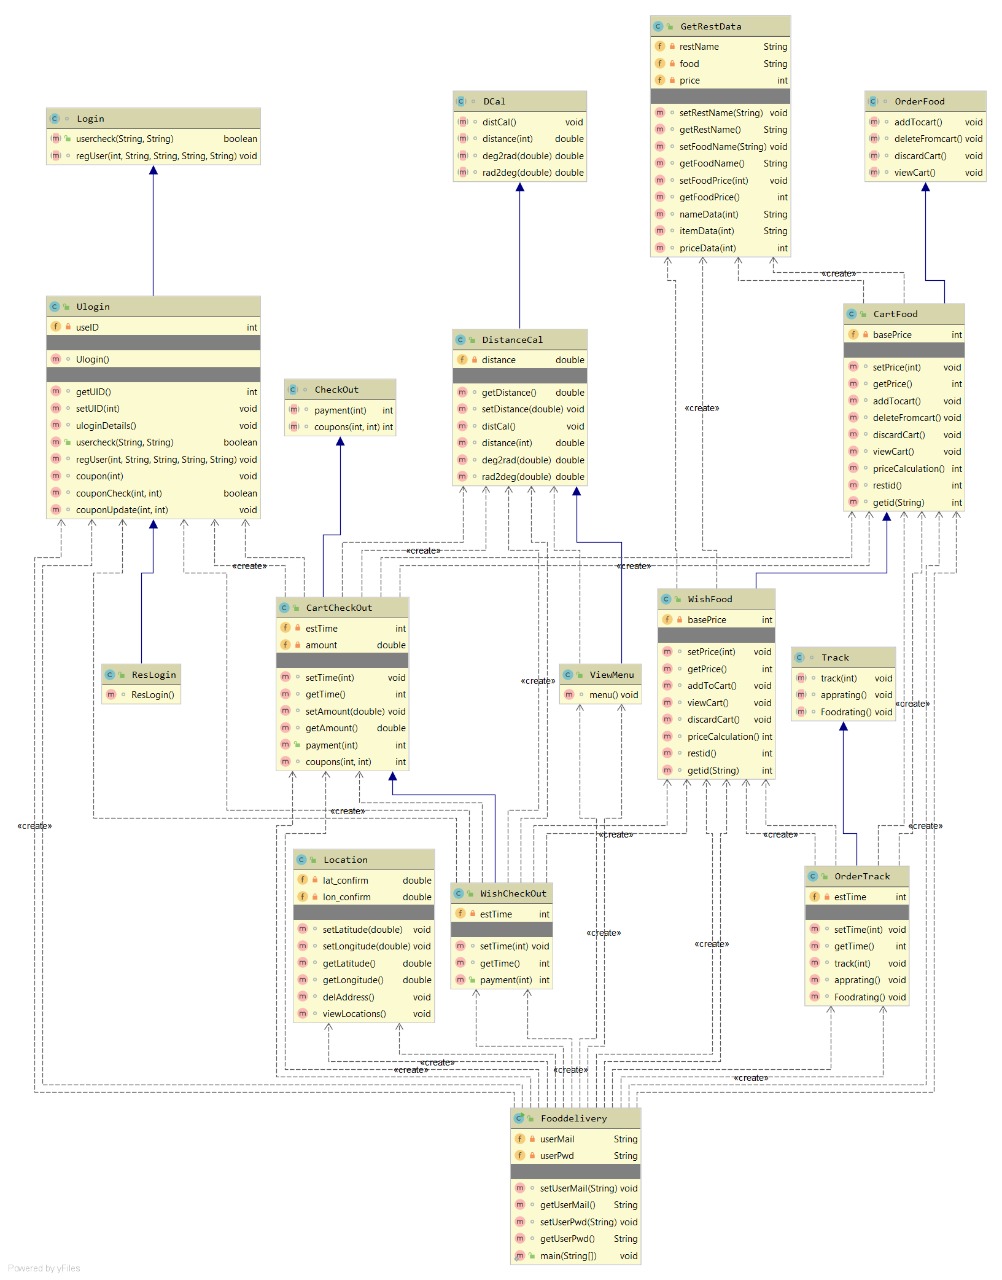 GetRestData
restName String
food String
price int
setRestName(String) void
getRestName() String
setFoodName(String) void
getFoodName() String
setFoodPrice(int) void
getFoodPrice() int
nameData(int) String
itemData(int) String
priceData(int) int
DCal
distCal() void
distance(int) double
deg2rad(double) double
rad2deg(double) double
OrderFood
addTocart() void
deleteFromcart() void
discardCart() void
viewCart() void
Login
usercheck(String, String) boolean
regUser(int, String, String, String, String) void
«create»
Ulogin
useID int
Ulogin()
getUID() int
setUID(int) void
uloginDetails() void
usercheck(String, String) boolean
regUser(int, String, String, String, String) void
coupon(int) void
couponCheck(int, int) boolean
couponUpdate(int, int) void
CartFood
basePrice int
setPrice(int) void
getPrice() int
addTocart() void
deleteFromcart() void
discardCart() void
viewCart() void
priceCalculation() int
restid() int
getid(String) int
DistanceCal
distance double
getDistance() double
setDistance(double) void
distCal() void
distance(int) double
deg2rad(double) double
rad2deg(double) double
CheckOut
payment(int) int
coupons(int, int) int
«create»
«create»
«create»
«create»
CartCheckOut
estTime int
amount double
setTime(int) void
getTime() int
setAmount(double) void
getAmount() double
payment(int) int
coupons(int, int) int
WishFood
basePrice int
setPrice(int) void
getPrice() int
addToCart() void
viewCart() void
discardCart() void
priceCalculation() int
restid() int
getid(String) int
Track
track(int) void
apprating() void
Foodrating() void
ResLogin
ResLogin()
ViewMenu
menu() void
«create»
«create»
«create»
«create»
«create»
«create»
Location
lat_confirm double
lon_confirm double
setLatitude(double) void
setLongitude(double) void
getLatitude() double
getLongitude() double
delAddress() void
viewLocations() void
OrderTrack
estTime int
setTime(int) void
getTime() int
track(int) void
apprating() void
Foodrating() void
WishCheckOut
estTime int
setTime(int) void
getTime() int
payment(int) int
«create»
«create»
«create»
«create»
«create»
Fooddelivery
userMail String
userPwd String
setUserMail(String) void
getUserMail() String
setUserPwd(String) void
getUserPwd() String
main(String[]) void
Powered by yFiles